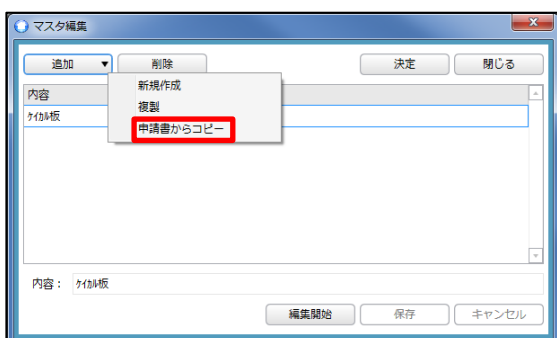 マスタ編集
追加 ▼ 削除 決定 閉じる
新規作成
内容
複製
ｹｲｶﾙ板
申請書からコピー
内容： ｹｲｶﾙ板
編集開始 保存 キャンセル